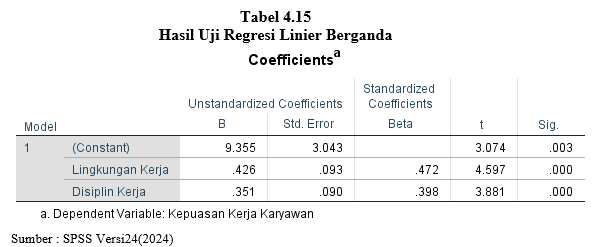 Tabel 4.15
Hasil Uji Regresi Linier Berganda
Coefficientsa
Unstandardized Coefficients Standardized Coefficients
Model B Std. Error Beta t Sig.
1 (Constant) 9.355 3.043 3.074 .003
Lingkungan Kerja .426 .093 .472 4.597 .000
Disiplin Kerja .351 .090 .398 3.881 .000
a. Dependent Variable: Kepuasan Kerja Karyawan
Sumber : SPSS Versi24(2024)